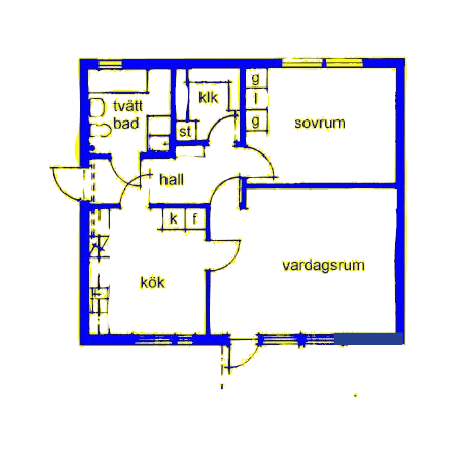 g
tvätt
klk
l
bad
g
sovrum
st
hall
k f
vardagsrum
kök